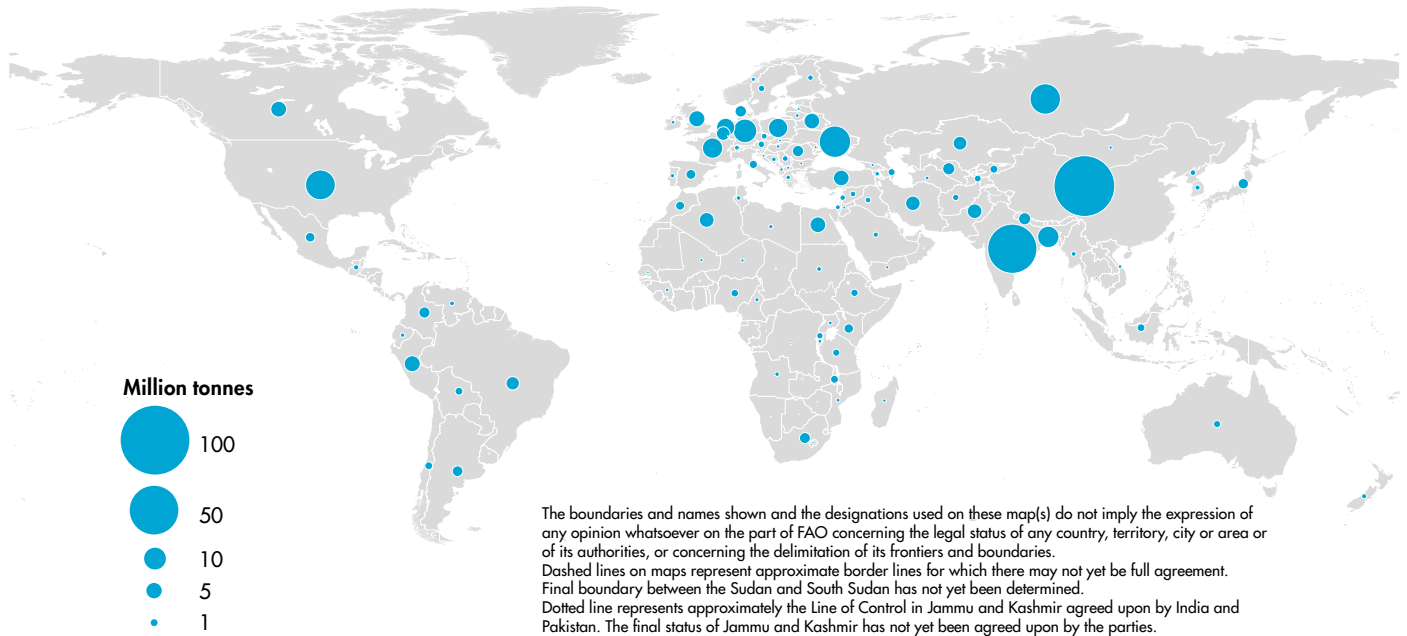 Million tonnes
100
50
10
5
1
The boundaries and names shown and the designations used on these map(s) do not imply the expression of
any opinion whatsoever on the part of FAO concerning the legal status of any country, territory, city or area or
of its authorities, or concerning the delimitation of its frontiers and boundaries.
Dashed lines on maps represent approximate border lines for which there may not yet be full agreement.
Final boundary between the Sudan and South Sudan has not yet been determined.
Dotted line represents approximately the Line of Control in Jammu and Kashmir agreed upon by India and
Pakistan. The final status of Jammu and Kashmir has not yet been agreed upon by the parties.